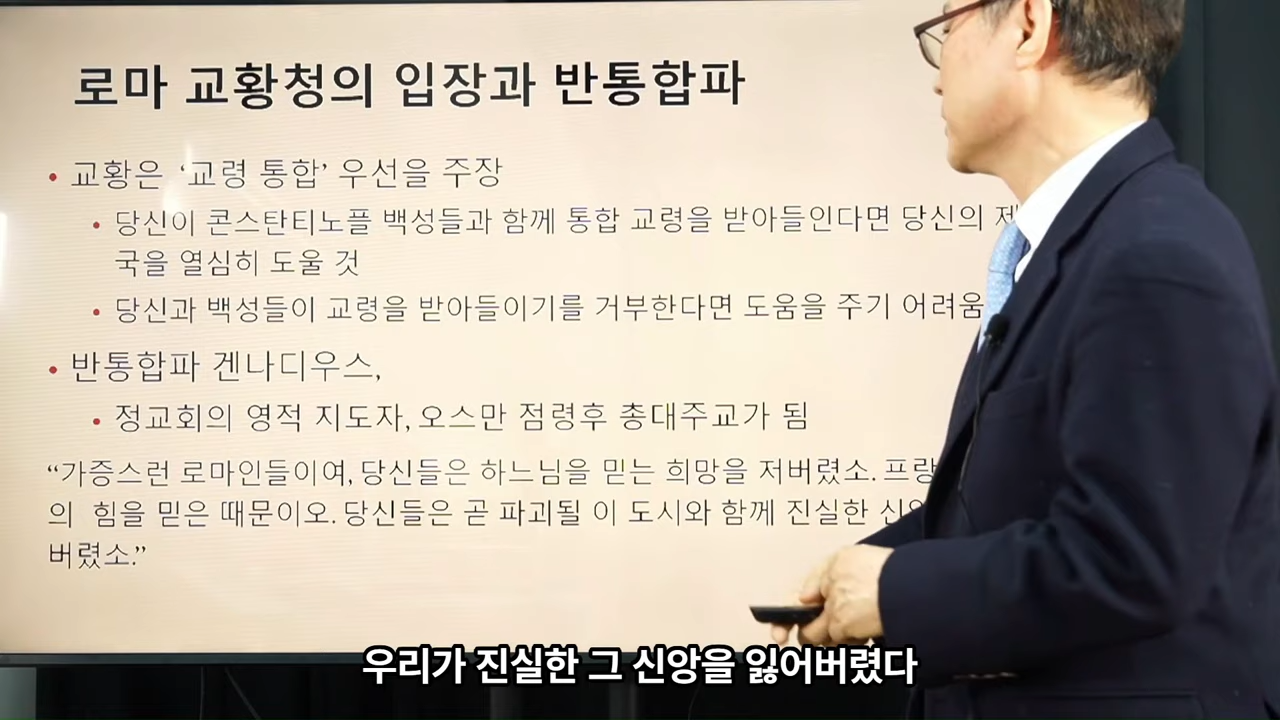 로마 교황청의 입장과 반통합파
• 교황은 ‘교령 통합’ 우선을 주장
• 당신이 콘스탄티노플 백성들과 함께 통합 교령을 받아들인다면 당신의 제
국을 열심히 도울 것
• 당신과 백성들이 교령을 받아들이기를 거부한다면 도움을 주기 어려움
• 반통합파 겐나디우스,
• 정교회의 영적 지도자, 오스만 점령후 총대주교가 됨
“가증스런 로마인들이여, 당신들은 하느님을 믿는 희망을 저버렸소. 프랑
의 힘을 믿은 때문이오. 당신들은 곧 파괴될 이 도시와 함께 진실한
버렸소.”
우리가 진실한 그 신앙을 잃어버렸다